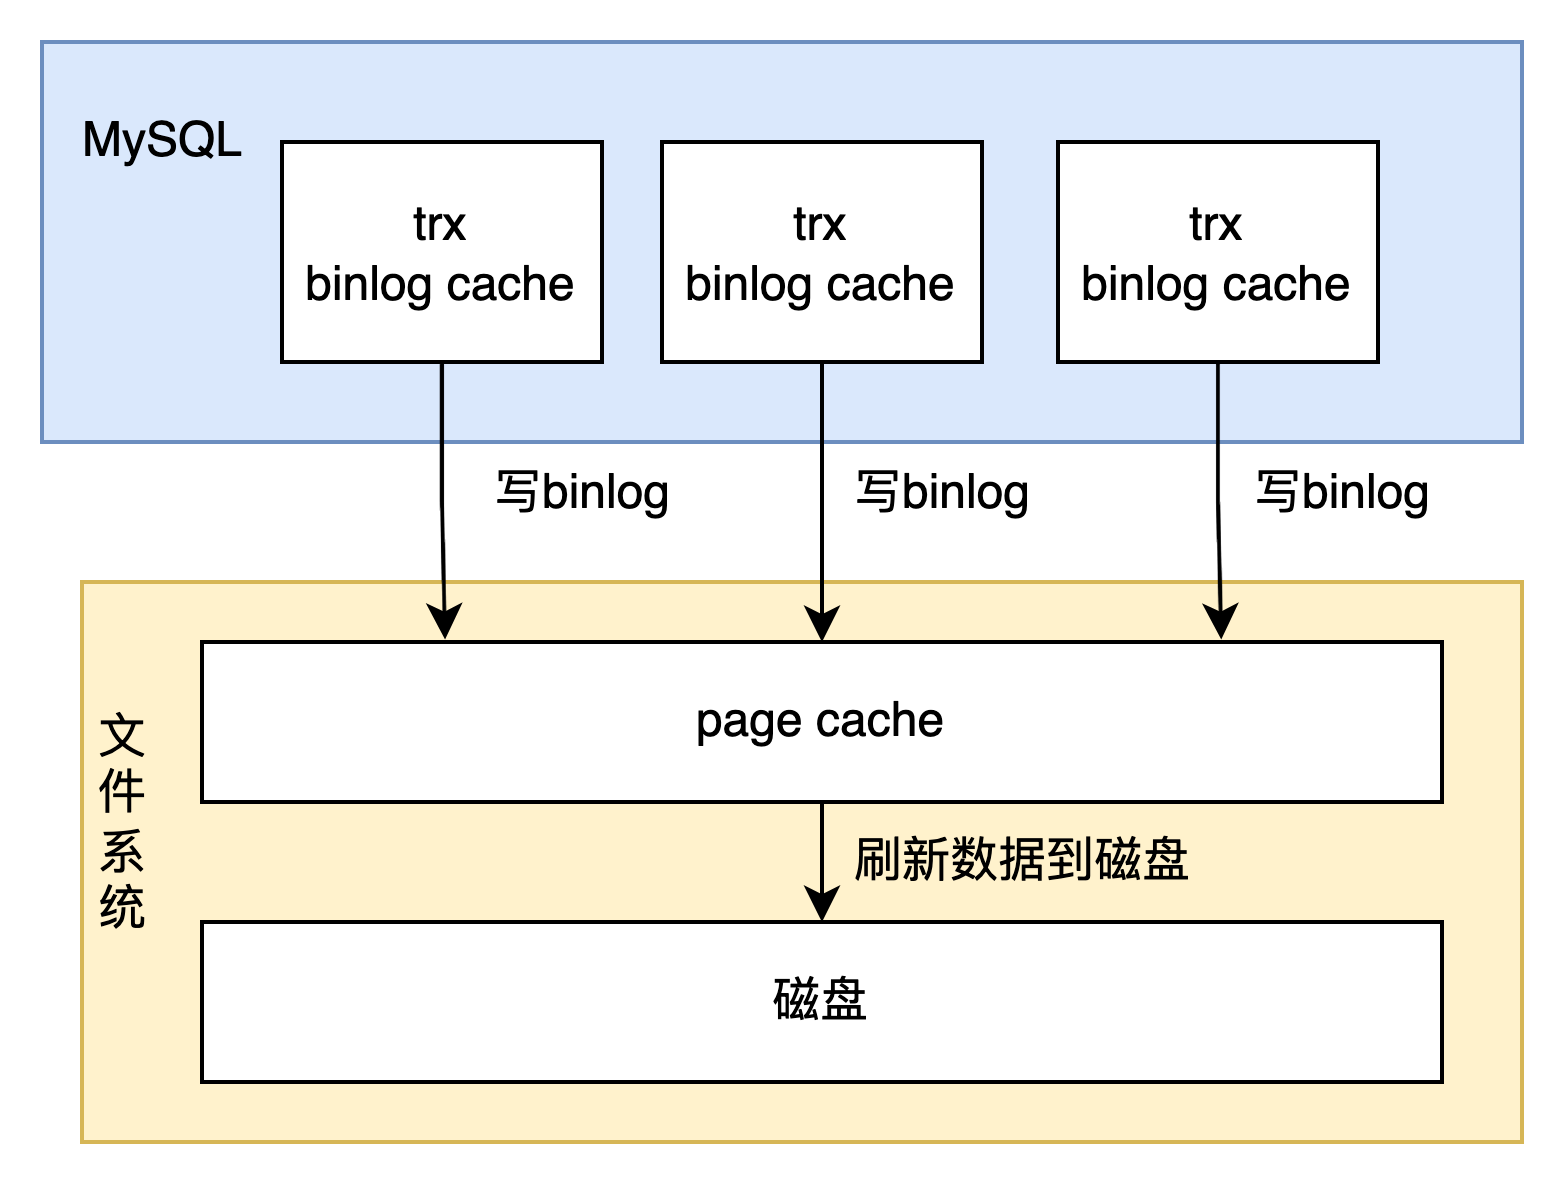 MySQL
trx
binlog cache
trx
binlog cache
trx
binlog cache
写binlog
写binlog
写binlog
文件系统
page cache
刷新数据到磁盘
磁盘